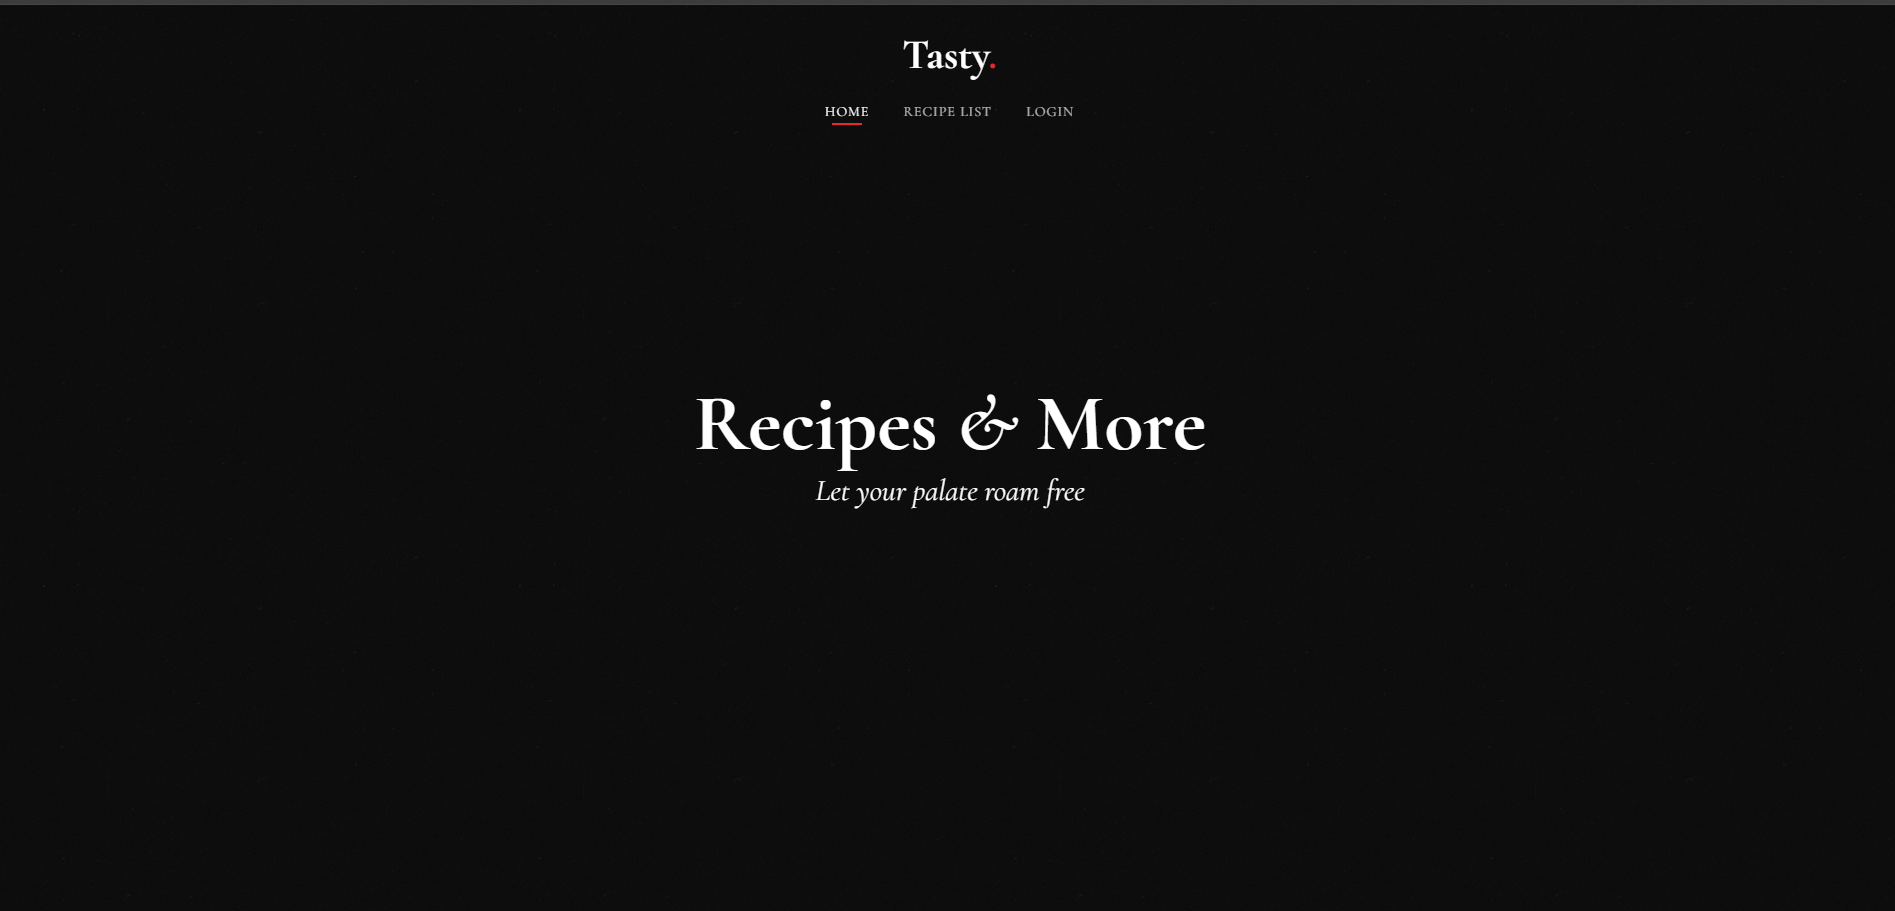 Tasty.
HOME RECIPE LIST LOGIN
Recipes & More
Let your palate roam free